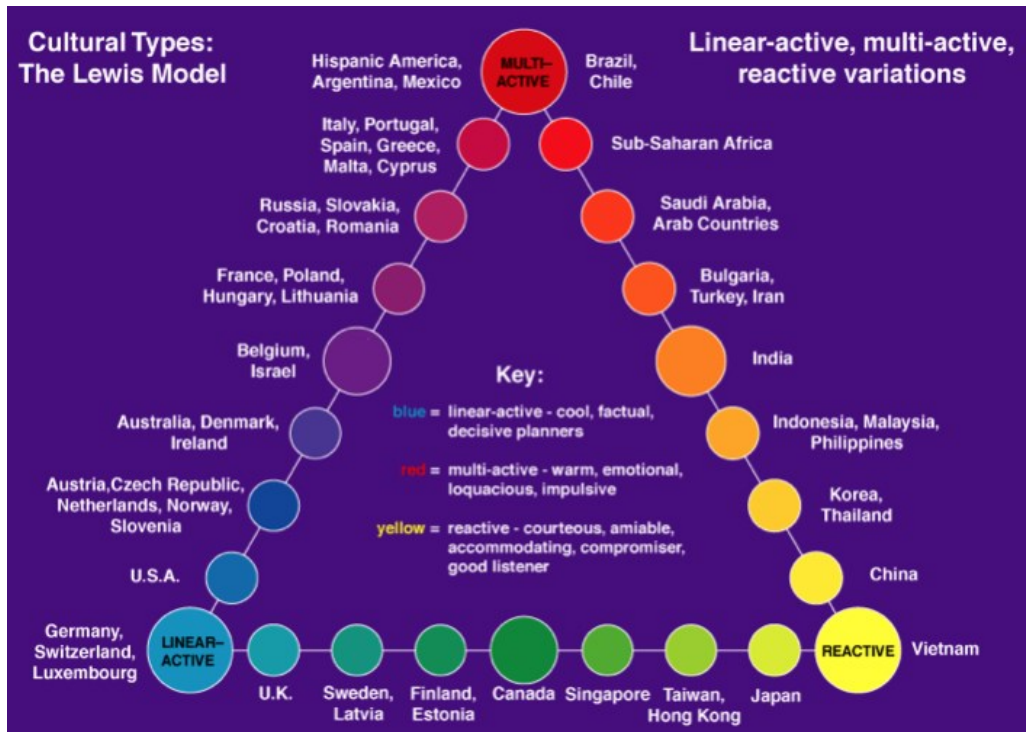 Cultural Types:
The Lewis Model
Linear-active, multi-active,
reactive variations
Hispanic America,
Argentina, Mexico
MULTI–
ACTIVE
Brazil,
Chile
Italy, Portugal,
Spain, Greece,
Malta, Cyprus
Sub-Saharan Africa
Russia, Slovakia,
Croatia, Romania
Saudi Arabia,
Arab Countries
France, Poland,
Hungary, Lithuania
Bulgaria,
Turkey, Iran
Belgium,
Israel
India
Key:
blue = linear-active - cool, factual,
decisive planners
red = multi-active - warm, emotional,
loquacious, impulsive
yellow = reactive - courteous, amiable,
accommodating, compromiser,
good listener
Australia, Denmark,
Ireland
Indonesia, Malaysia,
Philippines
Austria,Czech Republic,
Netherlands, Norway,
Slovenia
Korea,
Thailand
U.S.A.
China
Germany,
Switzerland,
Luxembourg
LINEAR–
ACTIVE
REACTIVE
Vietnam
U.K.
Sweden,
Latvia
Finland,
Estonia
Canada
Singapore
Taiwan,
Hong Kong
Japan